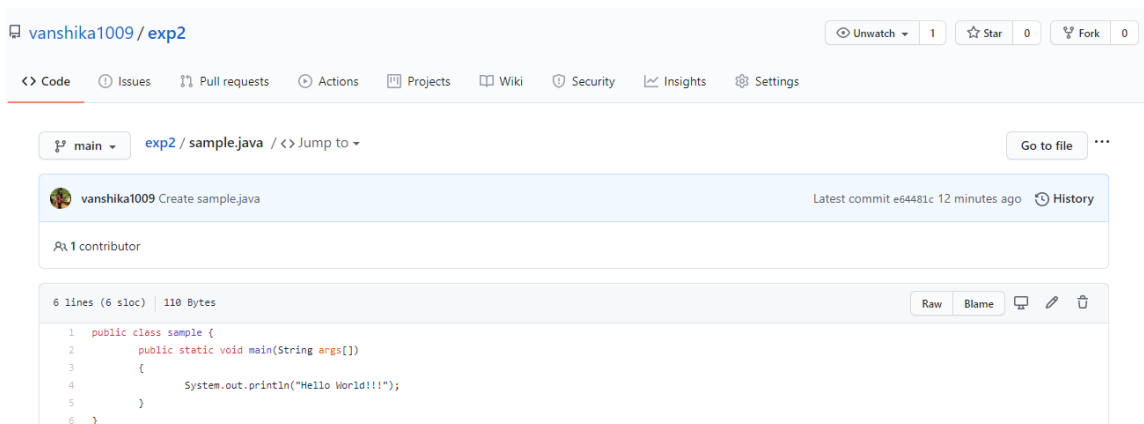 vanshika1009 / exp2
Unwatch 1 Star 0 Fork 0
<> Code Issues Pull requests Actions Projects Wiki Security Insights Settings
main exp2 / sample.java / <> Jump to Go to file ...
vanshika1009 Create sample.java Latest commit e64481c 12 minutes ago History
1 contributor
6 lines (6 sloc) | 110 Bytes Raw Blame
1 public class sample {
2 public static void main(String args[])
3 {
4 System.out.println("Hello World!!!");
5 }
6 }